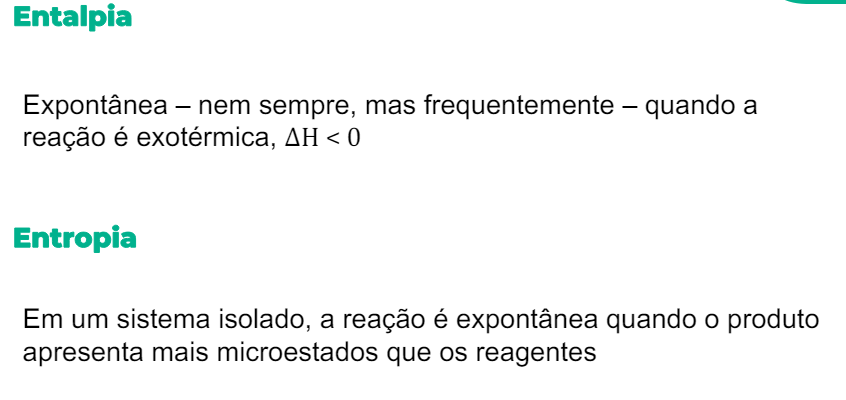 Entalpia
Expontânea – nem sempre, mas frequentemente – quando a
reação é exotérmica, ΔH < 0
Entropia
Em um sistema isolado, a reação é expontânea quando o produto
apresenta mais microestados que os reagentes